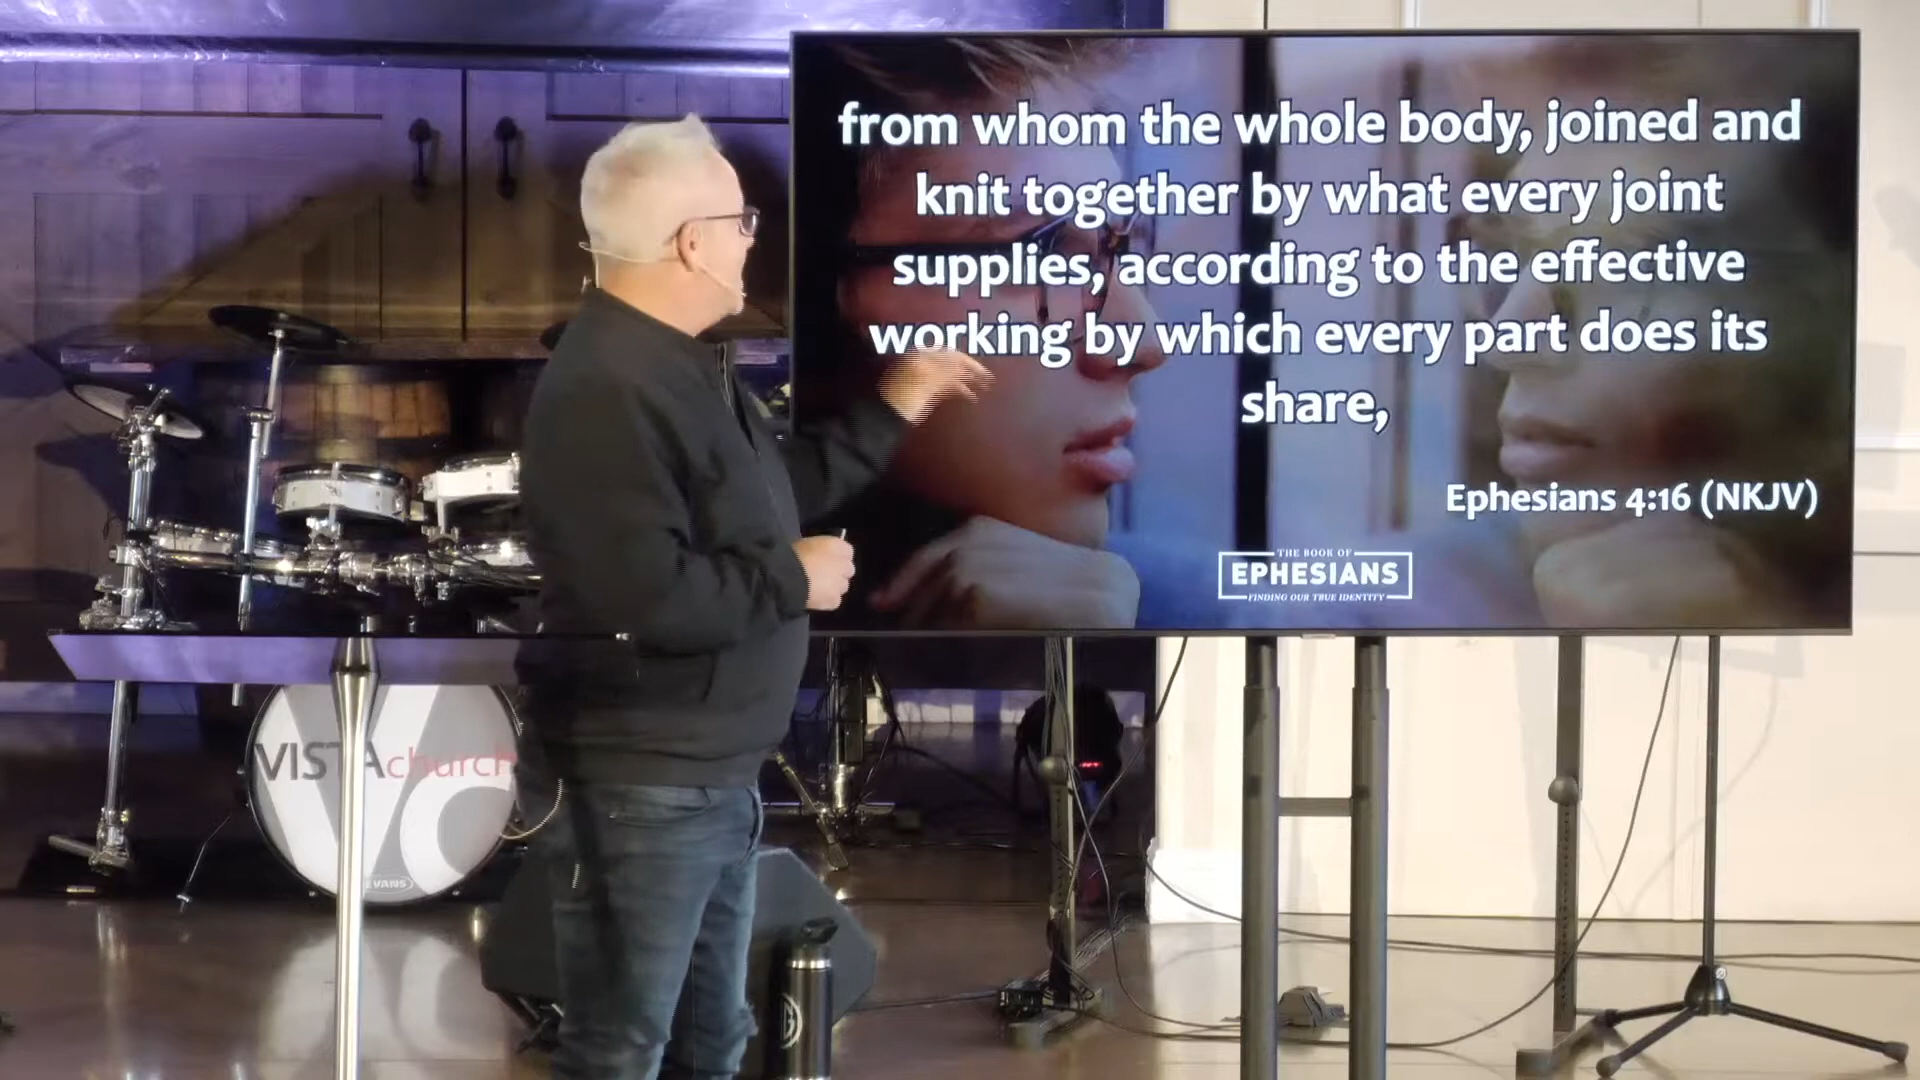 from whom the whole body, joined and
knit together by what every joint
supplies, according to the effective
working by which every part does its
share,
Ephesians 4:16 (NKJV)
THE BOOK OF
EPHESIANS
FINDING OUR TRUE IDENTITY
VISTAchurch
EVANS